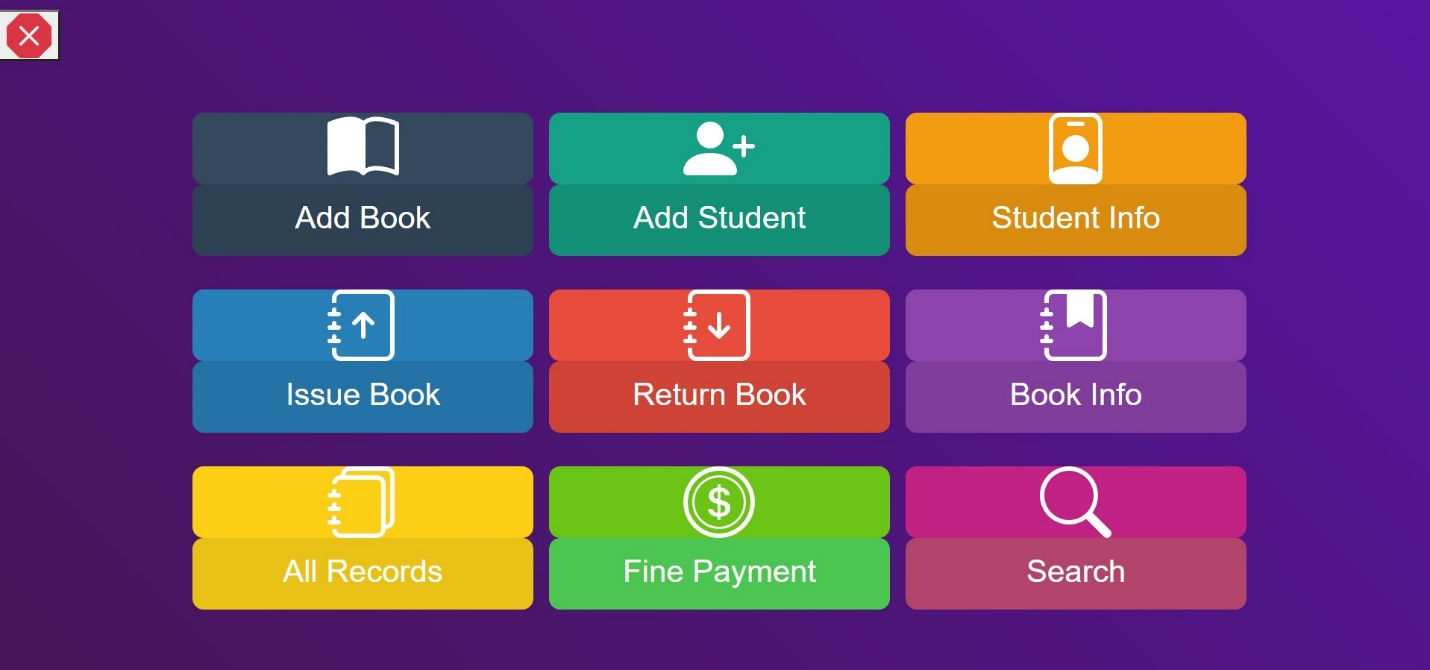 Add Book
Add Student
Student Info
Issue Book
Return Book
Book Info
All Records
$
Fine Payment
Search